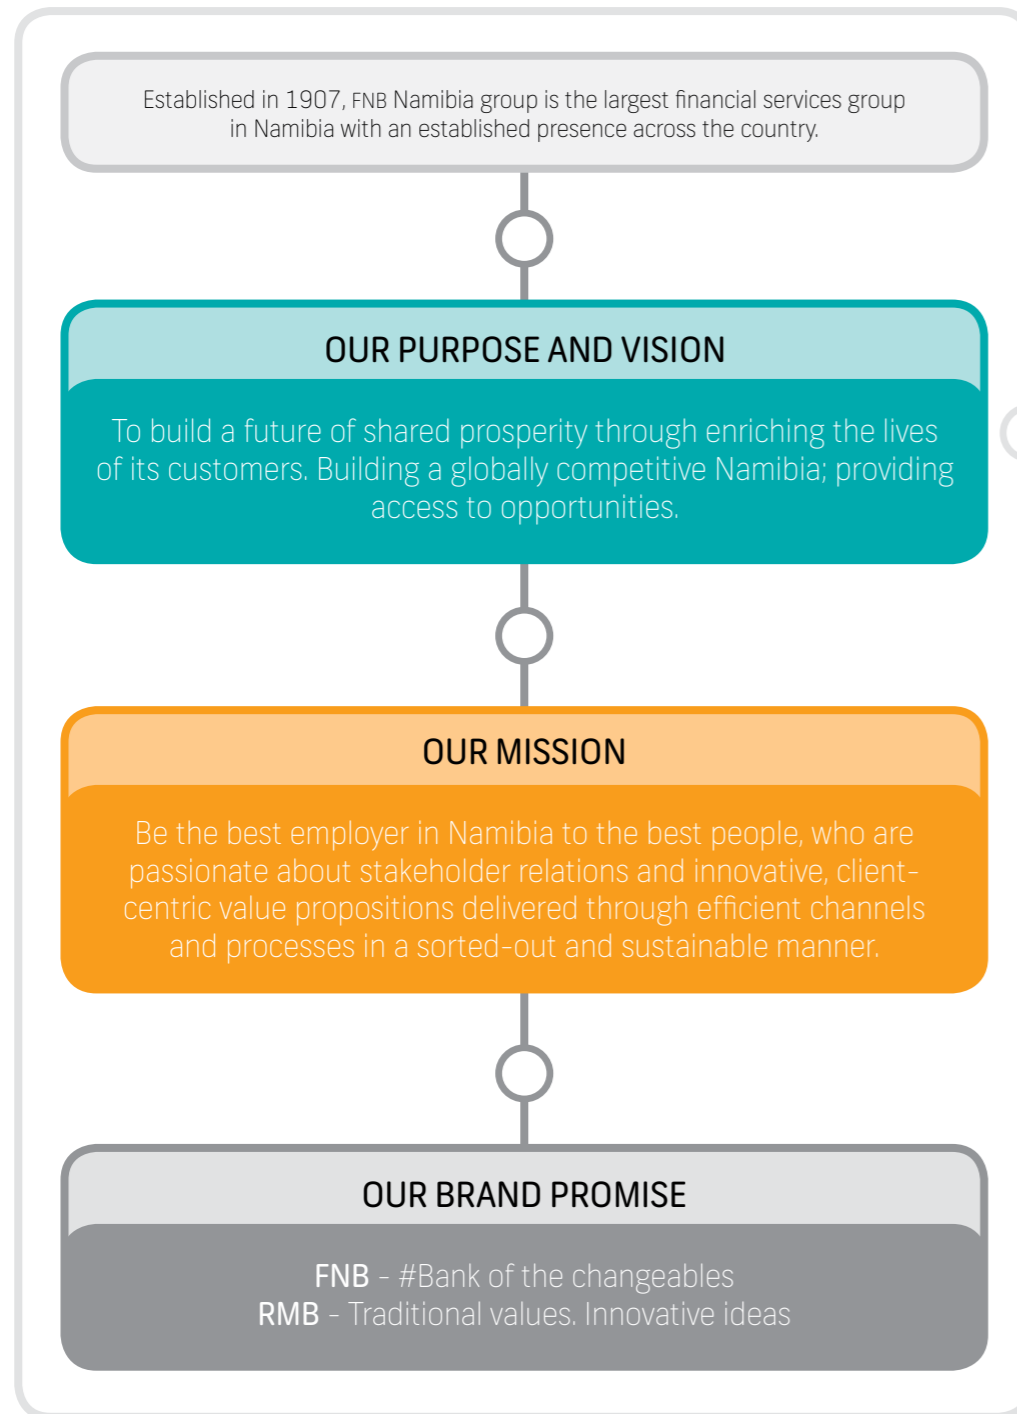 Established in 1907, FNB Namibia group is the largest financial services group
in Namibia with an established presence across the country.
OUR PURPOSE AND VISION
To build a future of shared prosperity through enriching the lives
of its customers. Building a globally competitive Namibia; providing
access to opportunities.
OUR MISSION
Be the best employer in Namibia to the best people, who are
passionate about stakeholder relations and innovative, client-
centric value propositions delivered through efficient channels
and processes in a sorted-out and sustainable manner.
OUR BRAND PROMISE
FNB - #Bank of the changeables
RMB - Traditional values. Innovative ideas